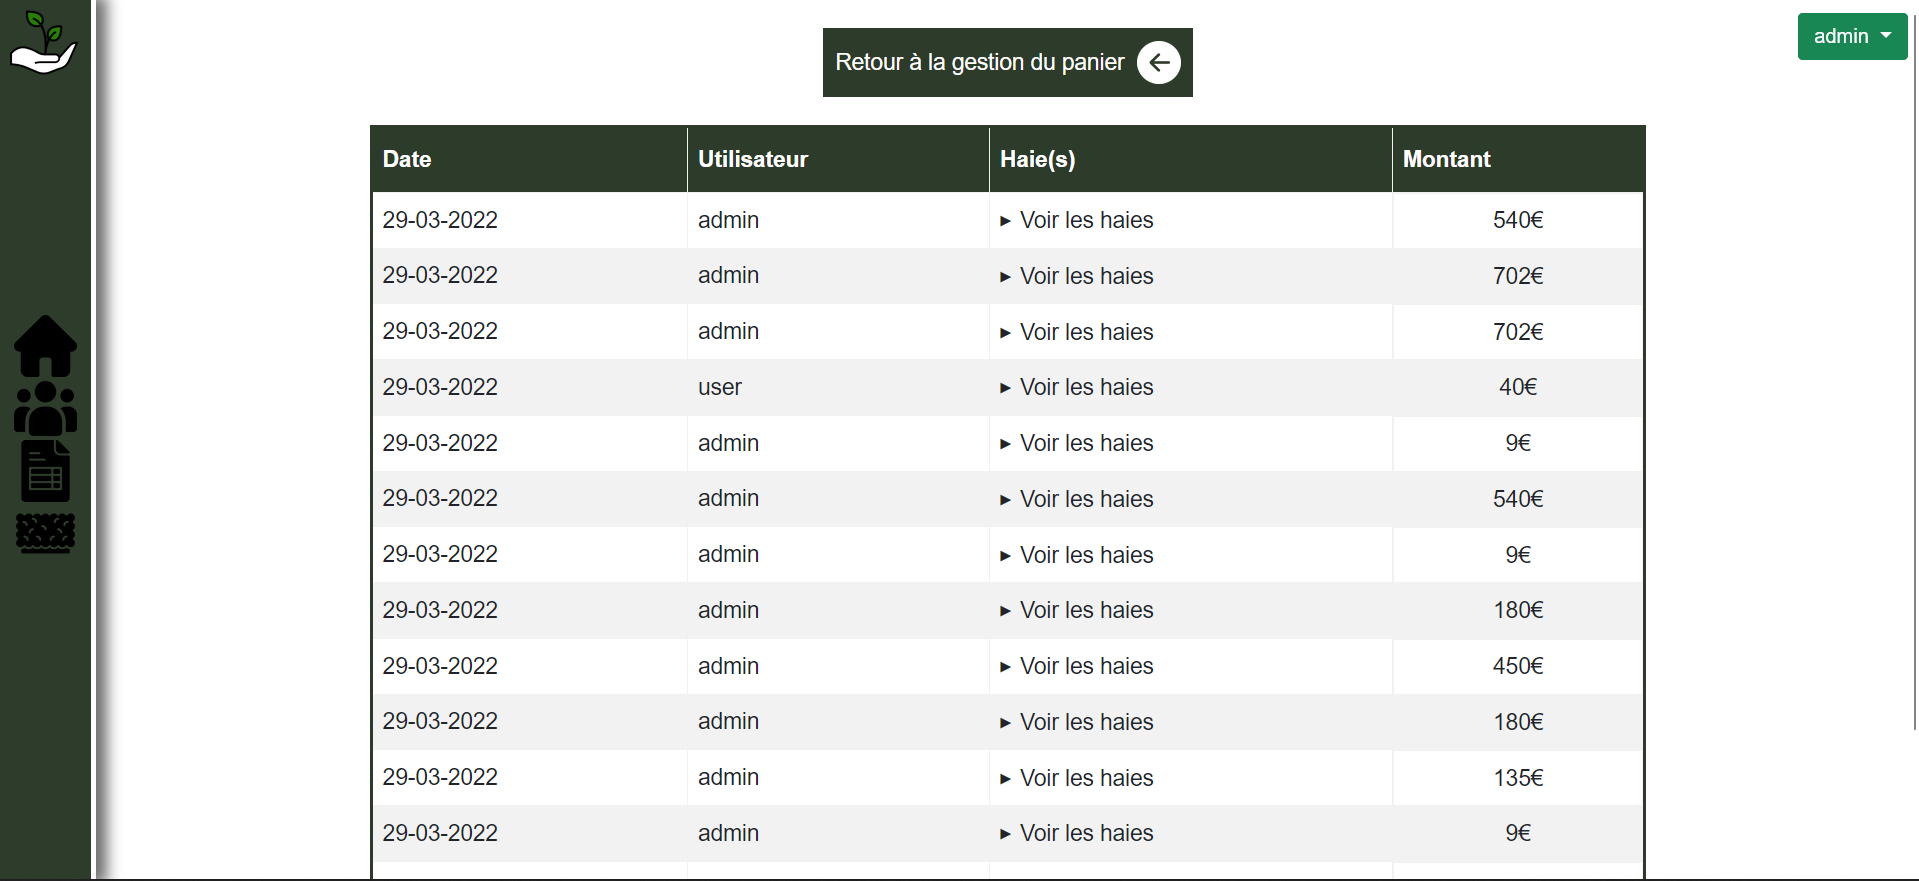 admin
Retour à la gestion du panier
Date Utilisateur Haie(s) Montant
29-03-2022 admin ▸ Voir les haies 540€
29-03-2022 admin ▸ Voir les haies 702€
29-03-2022 admin ▸ Voir les haies 702€
29-03-2022 user ▸ Voir les haies 40€
29-03-2022 admin ▸ Voir les haies 9€
29-03-2022 admin ▸ Voir les haies 540€
29-03-2022 admin ▸ Voir les haies 9€
29-03-2022 admin ▸ Voir les haies 180€
29-03-2022 admin ▸ Voir les haies 450€
29-03-2022 admin ▸ Voir les haies 180€
29-03-2022 admin ▸ Voir les haies 135€
29-03-2022 admin ▸ Voir les haies 9€